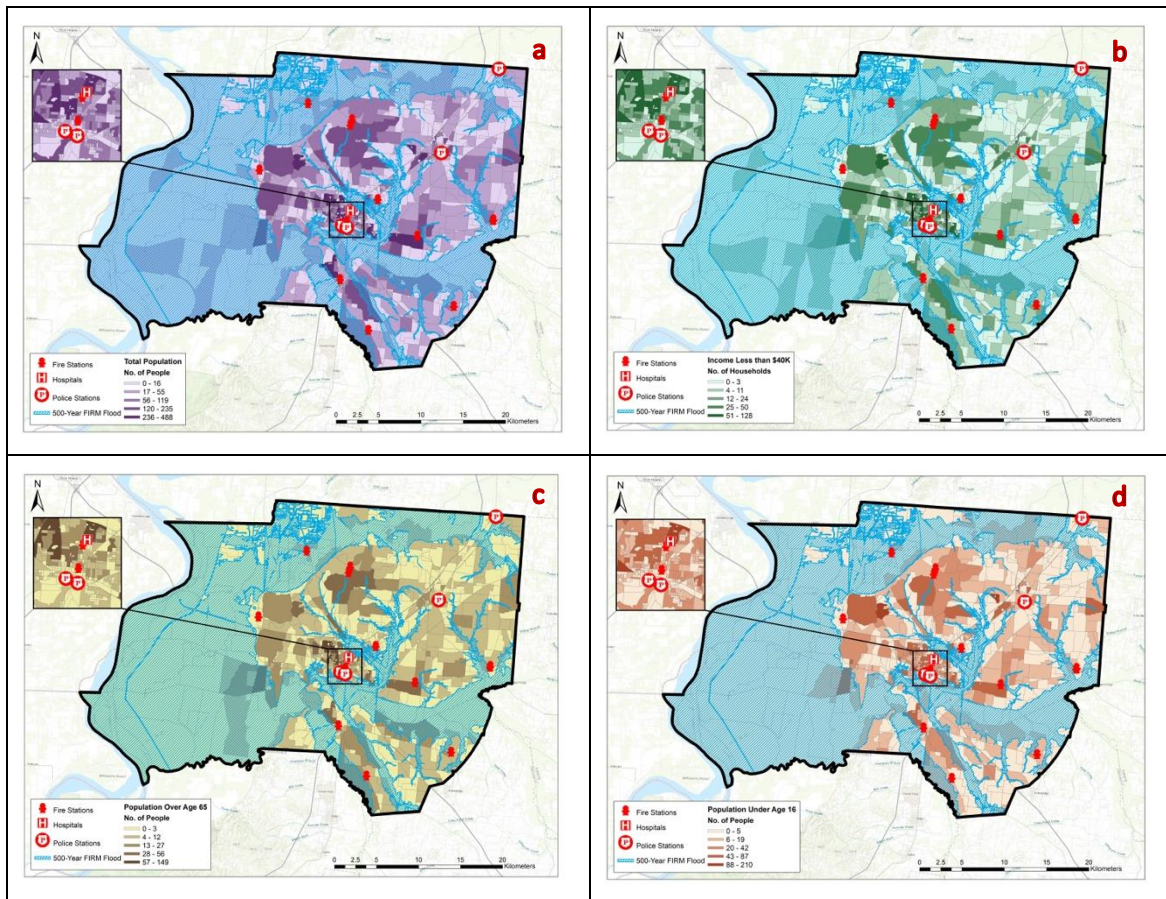 a
N
H
P
P
P
P
H
P
Fire Stations
H Hospitals
P Police Stations
500-Year FIRM Flood
Total Population
No. of People
0 - 16
17 - 55
56 - 119
120 - 235
236 - 488
0 2.5 5 10 15 20
Kilometers
b
N
H
P
P
P
P
H
P
Fire Stations
H Hospitals
P Police Stations
500-Year FIRM Flood
Income Less than $40K
No. of Households
0 - 3
4 - 11
12 - 24
25 - 50
51 - 128
0 2.5 5 10 15 20
Kilometers
c
N
H
P
P
P
P
H
P
Fire Stations
H Hospitals
P Police Stations
500-Year FIRM Flood
Population Over Age 65
No. of People
0 - 3
4 - 12
13 - 27
28 - 56
57 - 149
0 2.5 5 10 15 20
Kilometers
d
N
H
P
P
P
P
H
P
Fire Stations
H Hospitals
P Police Stations
500-Year FIRM Flood
Population Under Age 16
No. of People
0 - 5
6 - 19
20 - 42
43 - 87
88 - 210
0 2.5 5 10 15 20
Kilometers